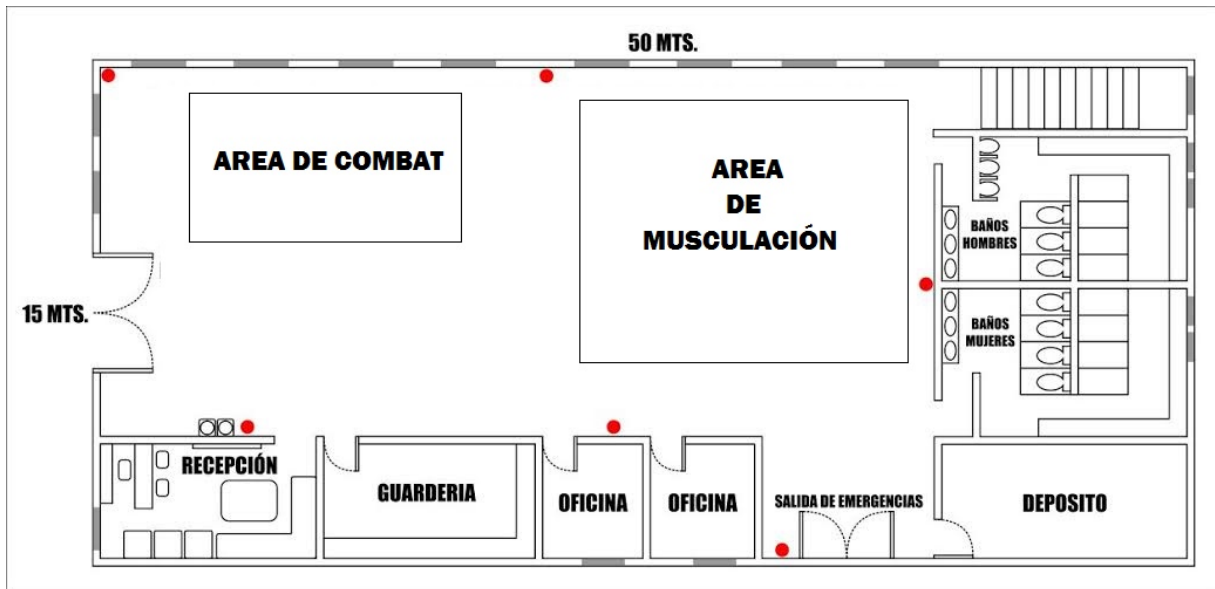 50 MTS.
AREA DE COMBAT
AREA
DE
MUSCULACIÓN
BAÑOS
HOMBRES
15 MTS.
BAÑOS
MUJERES
RECEPCIÓN
GUARDERIA
OFICINA
OFICINA
SALIDA DE EMERGENCIAS
DEPOSITO